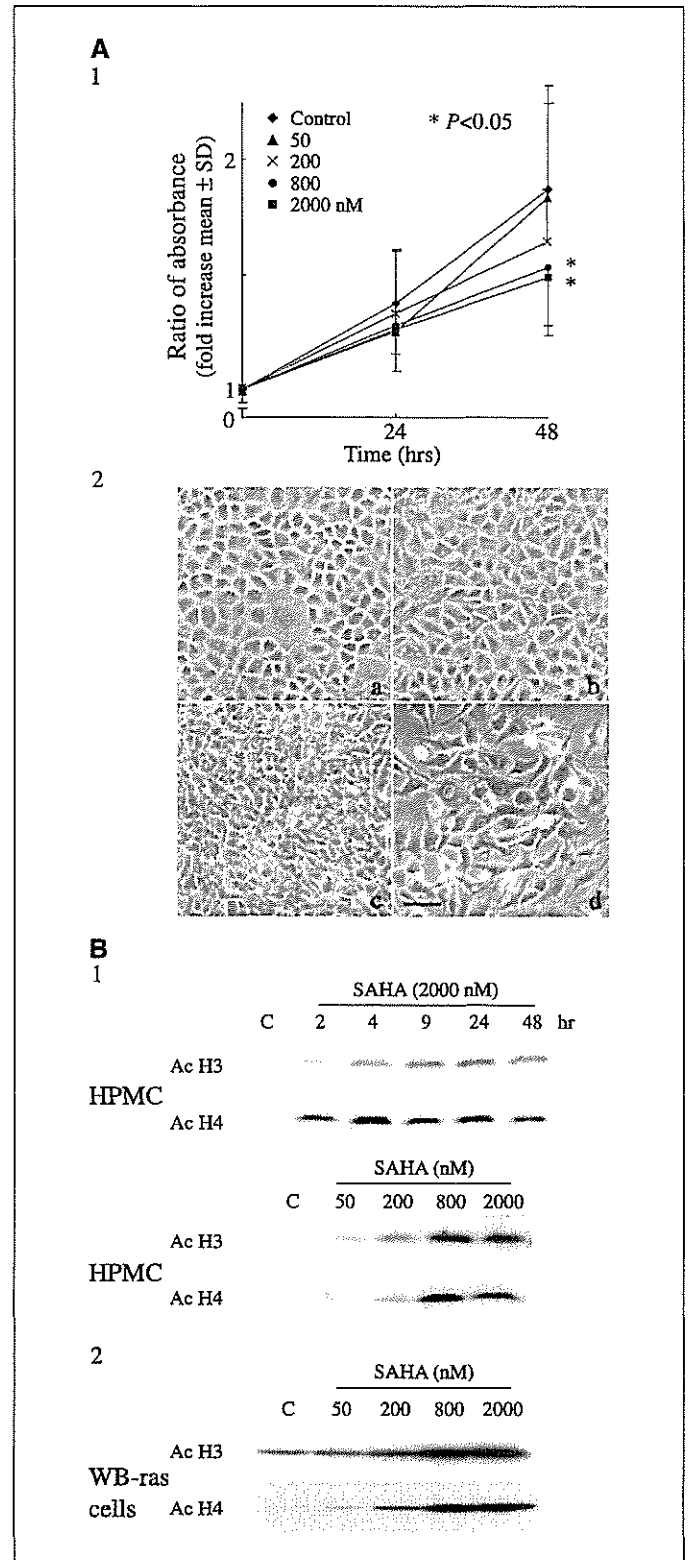 A
1
Ratio of absorbance
(fold increase mean ± SD)
2
1
0
Control
50
200
800
2000 nM
* P<0.05
*
*
24
48
Time (hrs)
2
a
b
c
d
B
1
SAHA (2000 nM)
C 2 4 9 24 48 hr
Ac H3
HPMC
Ac H4
SAHA (nM)
C 50 200 800 2000
Ac H3
HPMC
Ac H4
2
SAHA (nM)
C 50 200 800 2000
Ac H3
WB-ras
cells
Ac H4